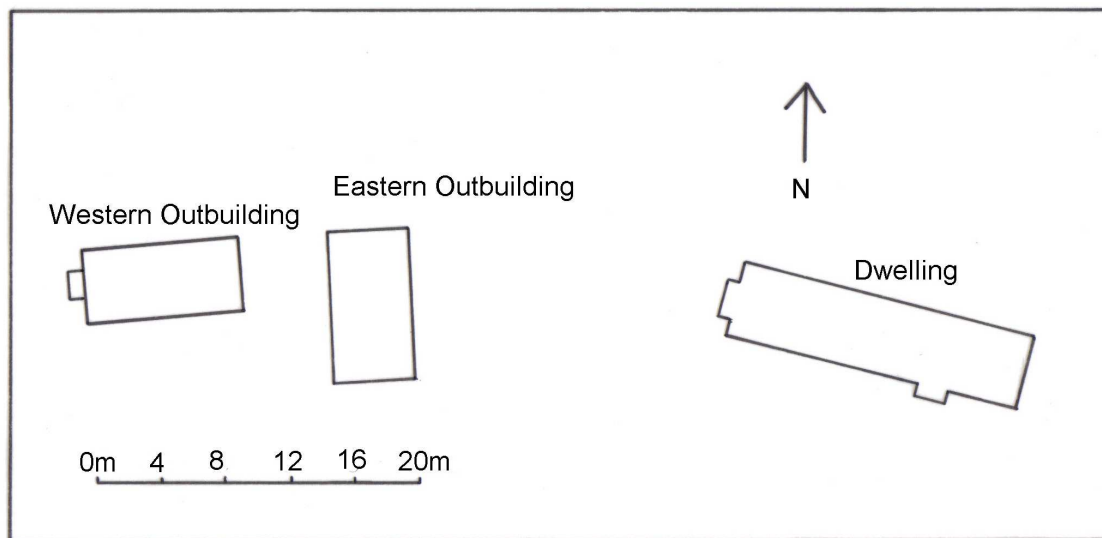 N
Eastern Outbuilding
Western Outbuilding
Dwelling
0m 4 8 12 16 20m